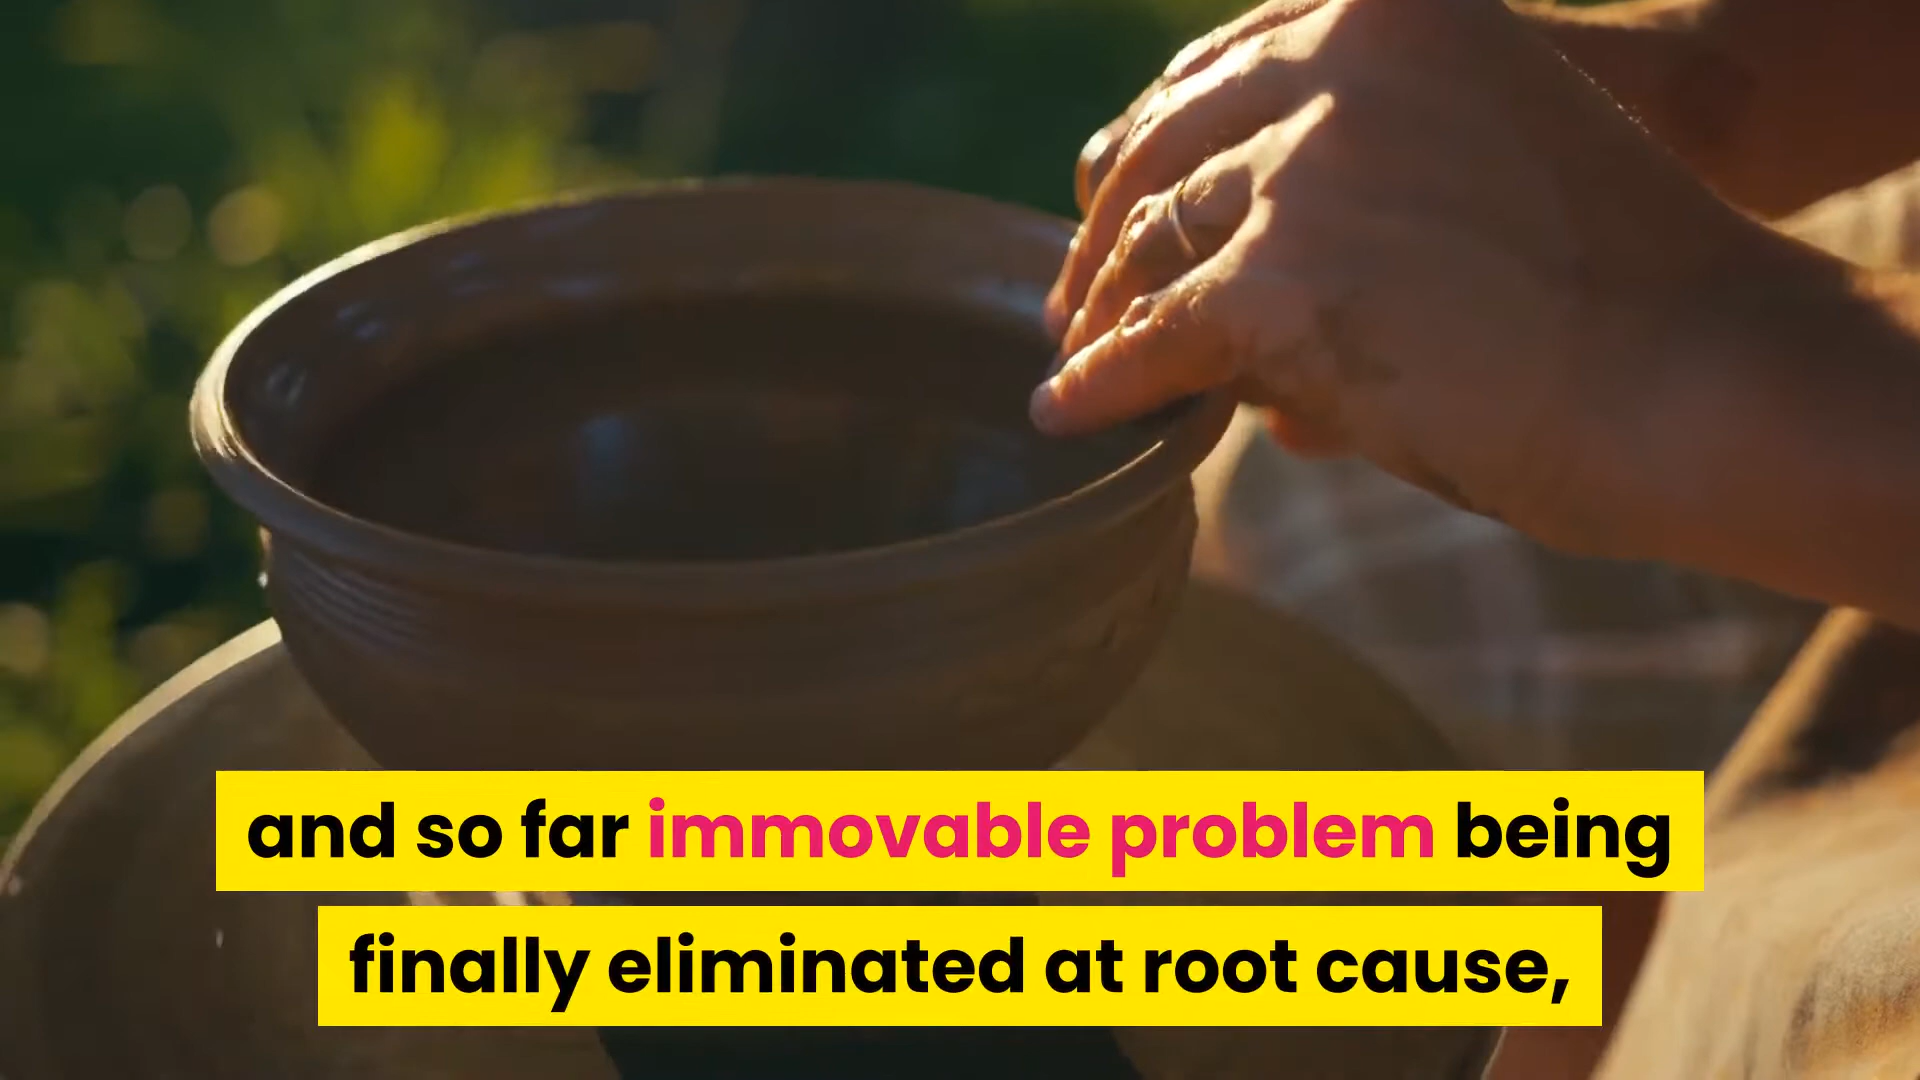 and so far immovable problem being
finally eliminated at root cause,